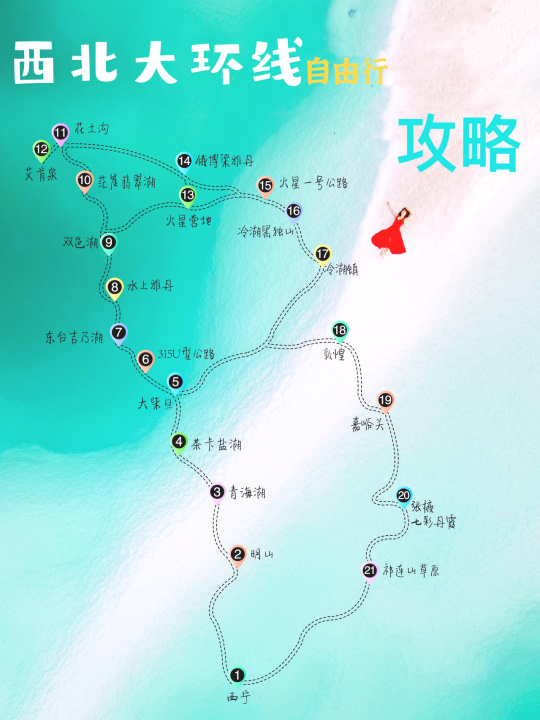 西北大环线自由行
攻略
11 花土沟
12
艾肯泉
14 俄博梁雅丹
10 茫崖翡翠湖
13
火星营地
15 火星一号公路
16
冷湖黑独山
双色湖 9
17
冷湖镇
8 水上雅丹
东台吉乃湖 7
18
敦煌
6 315U型公路
5
大柴旦
19
嘉峪关
4 茶卡盐湖
3 青海湖
20
张掖
七彩丹霞
2 明山
21 祁连山草原
1
西宁